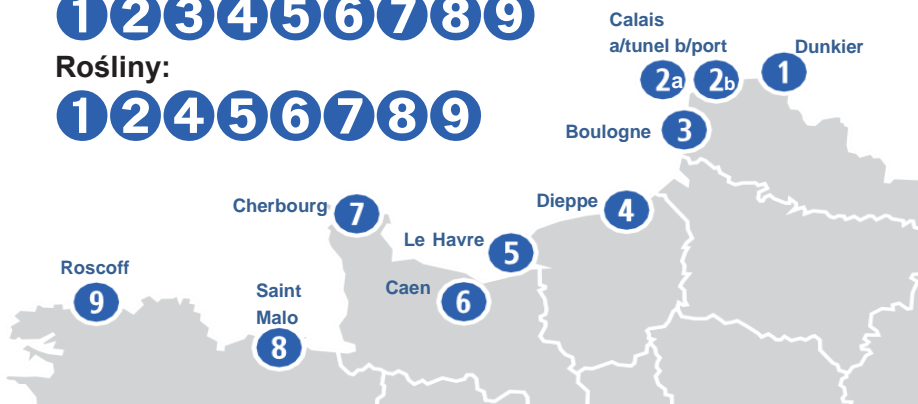 1 2 3 4 5 6 7 8 9
Rośliny:
1 2 4 5 6 7 8 9
Calais
a/tunel b/port
Dunkier
2a 2b 1
Boulogne 3
Cherbourg 7
Dieppe 4
Le Havre 5
Roscoff
9
Saint
Malo
8
Caen 6